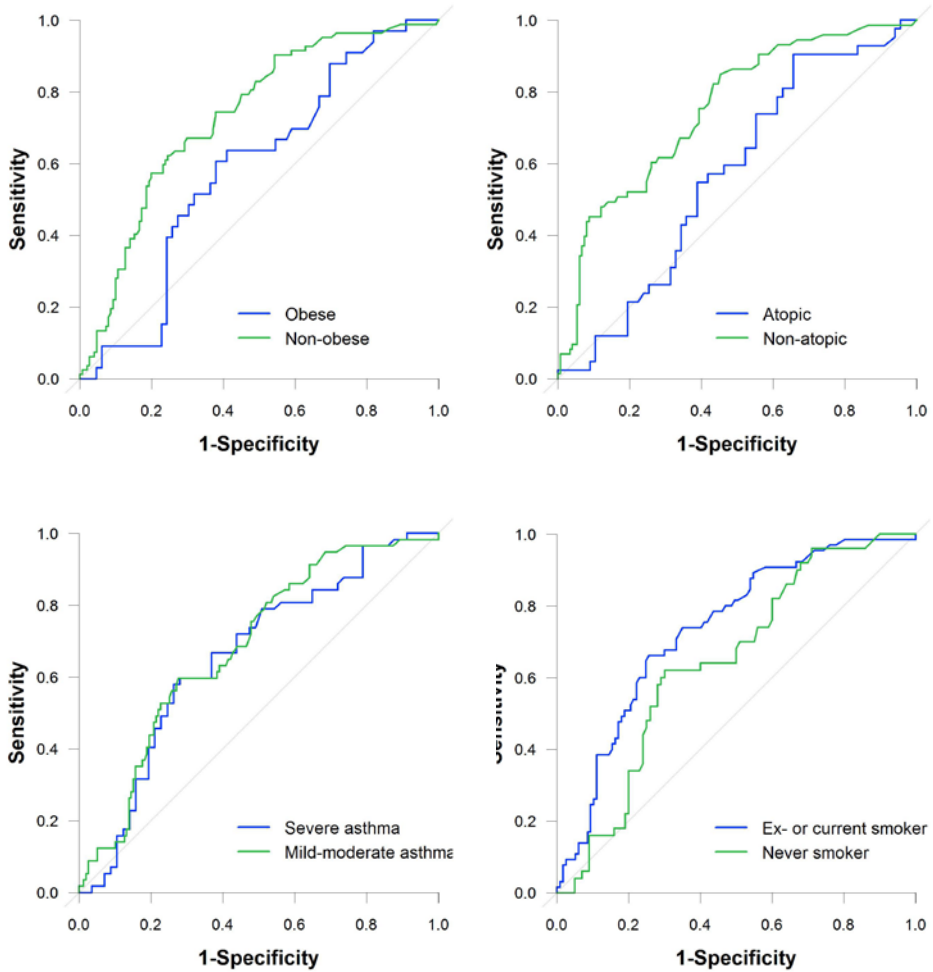 1.0
0.8
0.6
0.4
0.2
0.0
Sensitivity
Obese
Non-obese
0.0 0.2 0.4 0.6 0.8 1.0
1-Specificity
1.0
0.8
0.6
0.4
0.2
0.0
Sensitivity
Atopic
Non-atopic
0.0 0.2 0.4 0.6 0.8 1.0
1-Specificity
1.0
0.8
0.6
0.4
0.2
0.0
Sensitivity
Severe asthma
Mild-moderate asthma
0.0 0.2 0.4 0.6 0.8 1.0
1-Specificity
1.0
0.8
0.6
0.4
0.2
0.0
Sensitivity
Ex- or current smoker
Never smoker
0.0 0.2 0.4 0.6 0.8 1.0
1-Specificity